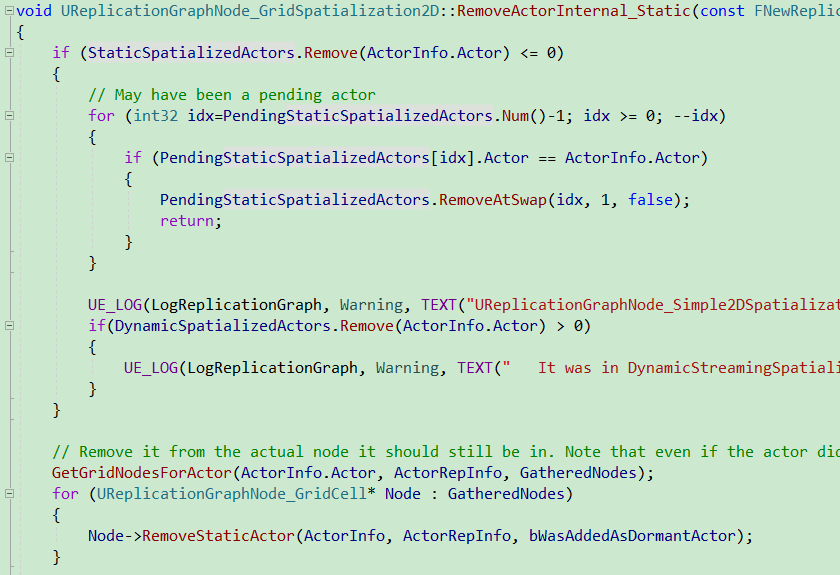 void UReplicationGraphNode_GridSpatialization2D::RemoveActorInternal_Static(const FNewReplic
{
if (StaticSpatializedActors.Remove(ActorInfo.Actor) <= 0)
{
// May have been a pending actor
for (int32 idx=PendingStaticSpatializedActors.Num()-1; idx >= 0; --idx)
{
if (PendingStaticSpatializedActors[idx].Actor == ActorInfo.Actor)
{
PendingStaticSpatializedActors.RemoveAtSwap(idx, 1, false);
return;
}
}
UE_LOG(LogReplicationGraph, Warning, TEXT("UReplicationGraphNode_Simple2DSpatializat
if(DynamicSpatializedActors.Remove(ActorInfo.Actor) > 0)
{
UE_LOG(LogReplicationGraph, Warning, TEXT("   It was in DynamicStreamingSpatiali
}
}
// Remove it from the actual node it should still be in. Note that even if the actor did
GetGridNodesForActor(ActorInfo.Actor, ActorRepInfo, GatheredNodes);
for (UReplicationGraphNode_GridCell* Node : GatheredNodes)
{
Node->RemoveStaticActor(ActorInfo, ActorRepInfo, bWasAddedAsDormantActor);
}